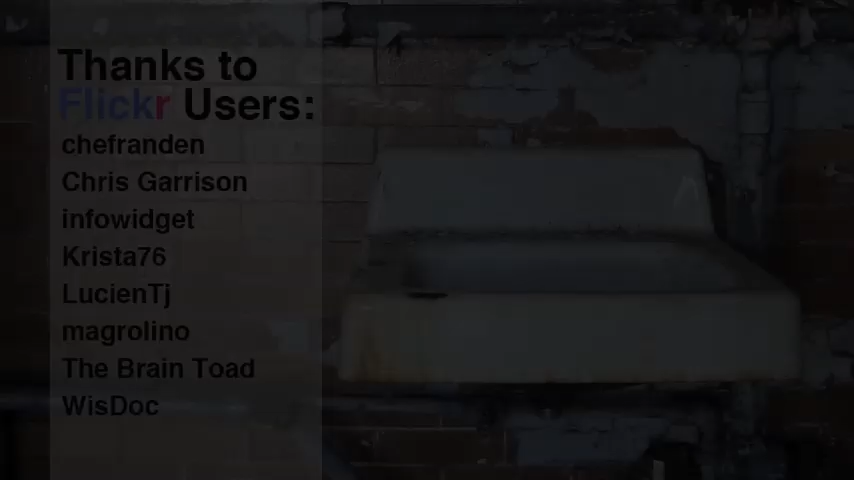 Thanks to
Flickr Users:
chefranden
Chris Garrison
infowidget
Krista76
LucienTj
magrolino
The Brain Toad
WisDoc